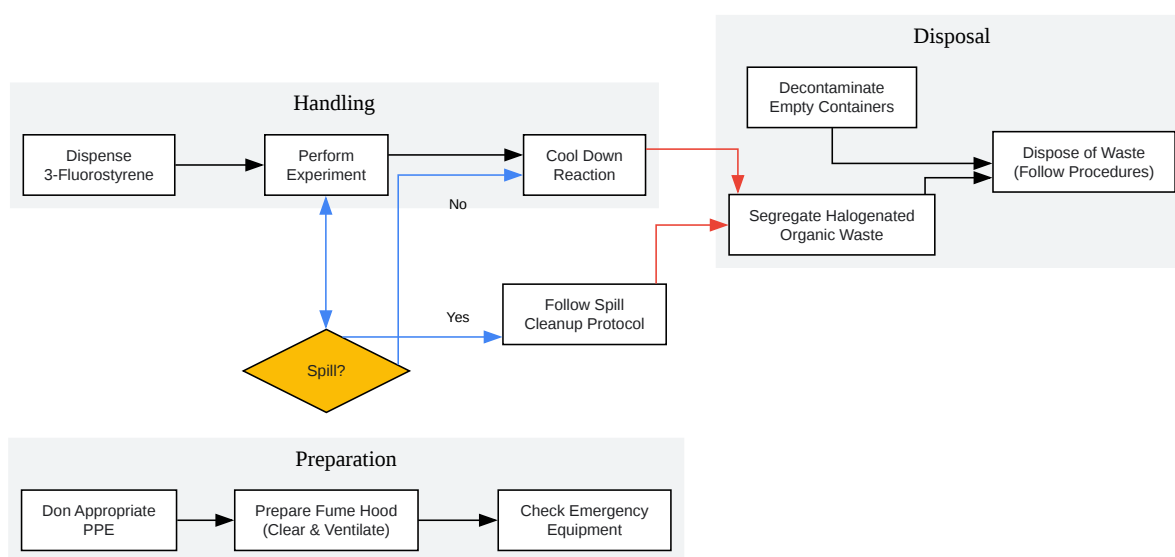 Disposal
Decontaminate
Empty Containers
Handling
Dispense
3-Fluorostyrene
Perform
Experiment
Cool Down
Reaction
Dispose of Waste
(Follow Procedures)
No
Segregate Halogenated
Organic Waste
Yes
Follow Spill
Cleanup Protocol
Spill?
Preparation
Don Appropriate
PPE
Prepare Fume Hood
(Clear & Ventilate)
Check Emergency
Equipment